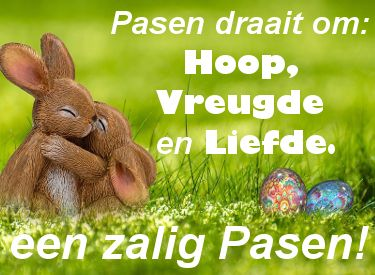 Pasen draait om:
Hoop,
Vreugde
en Liefde.
een zalig Pasen!